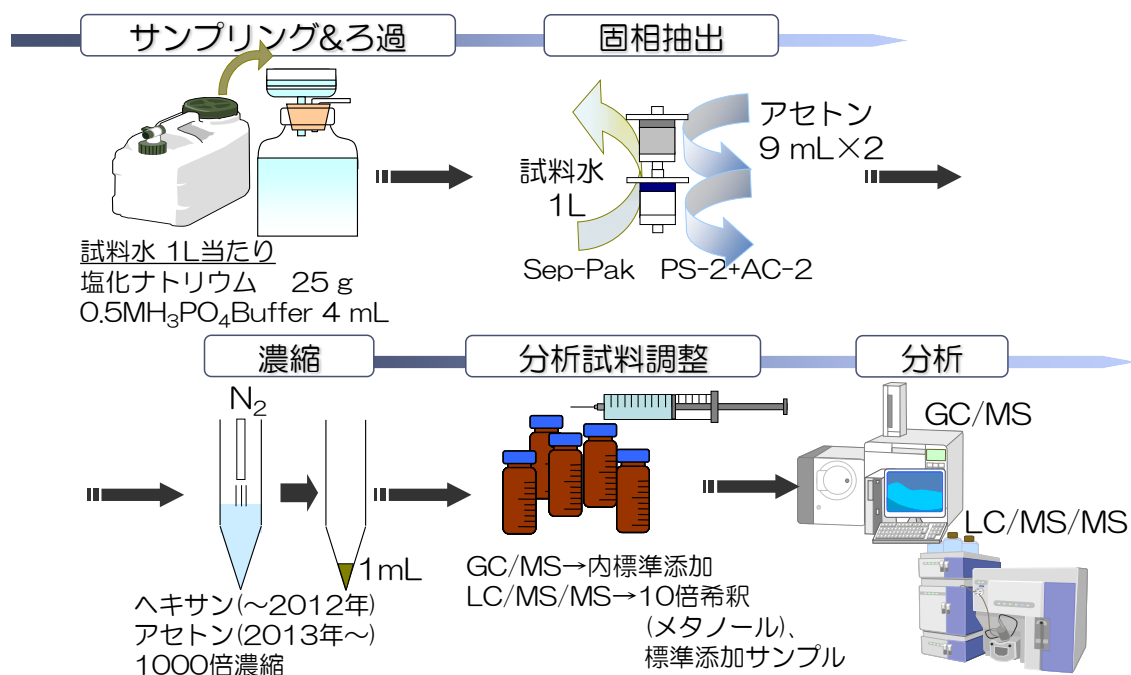 サンプリング&ろ過
固相抽出
アセトン
9 mL×2
試料水
1L
Sep-Pak PS-2+AC-2
試料水 1L当たり
塩化ナトリウム 25 g
0.5MH₃PO₄Buffer 4 mL
濃縮
分析試料調整
分析
N₂
1mL
ヘキサン(～2012年)
アセトン(2013年～)
1000倍濃縮
GC/MS→内標準添加
LC/MS/MS→10倍希釈
(メタノール)、
標準添加サンプル
GC/MS
LC/MS/MS